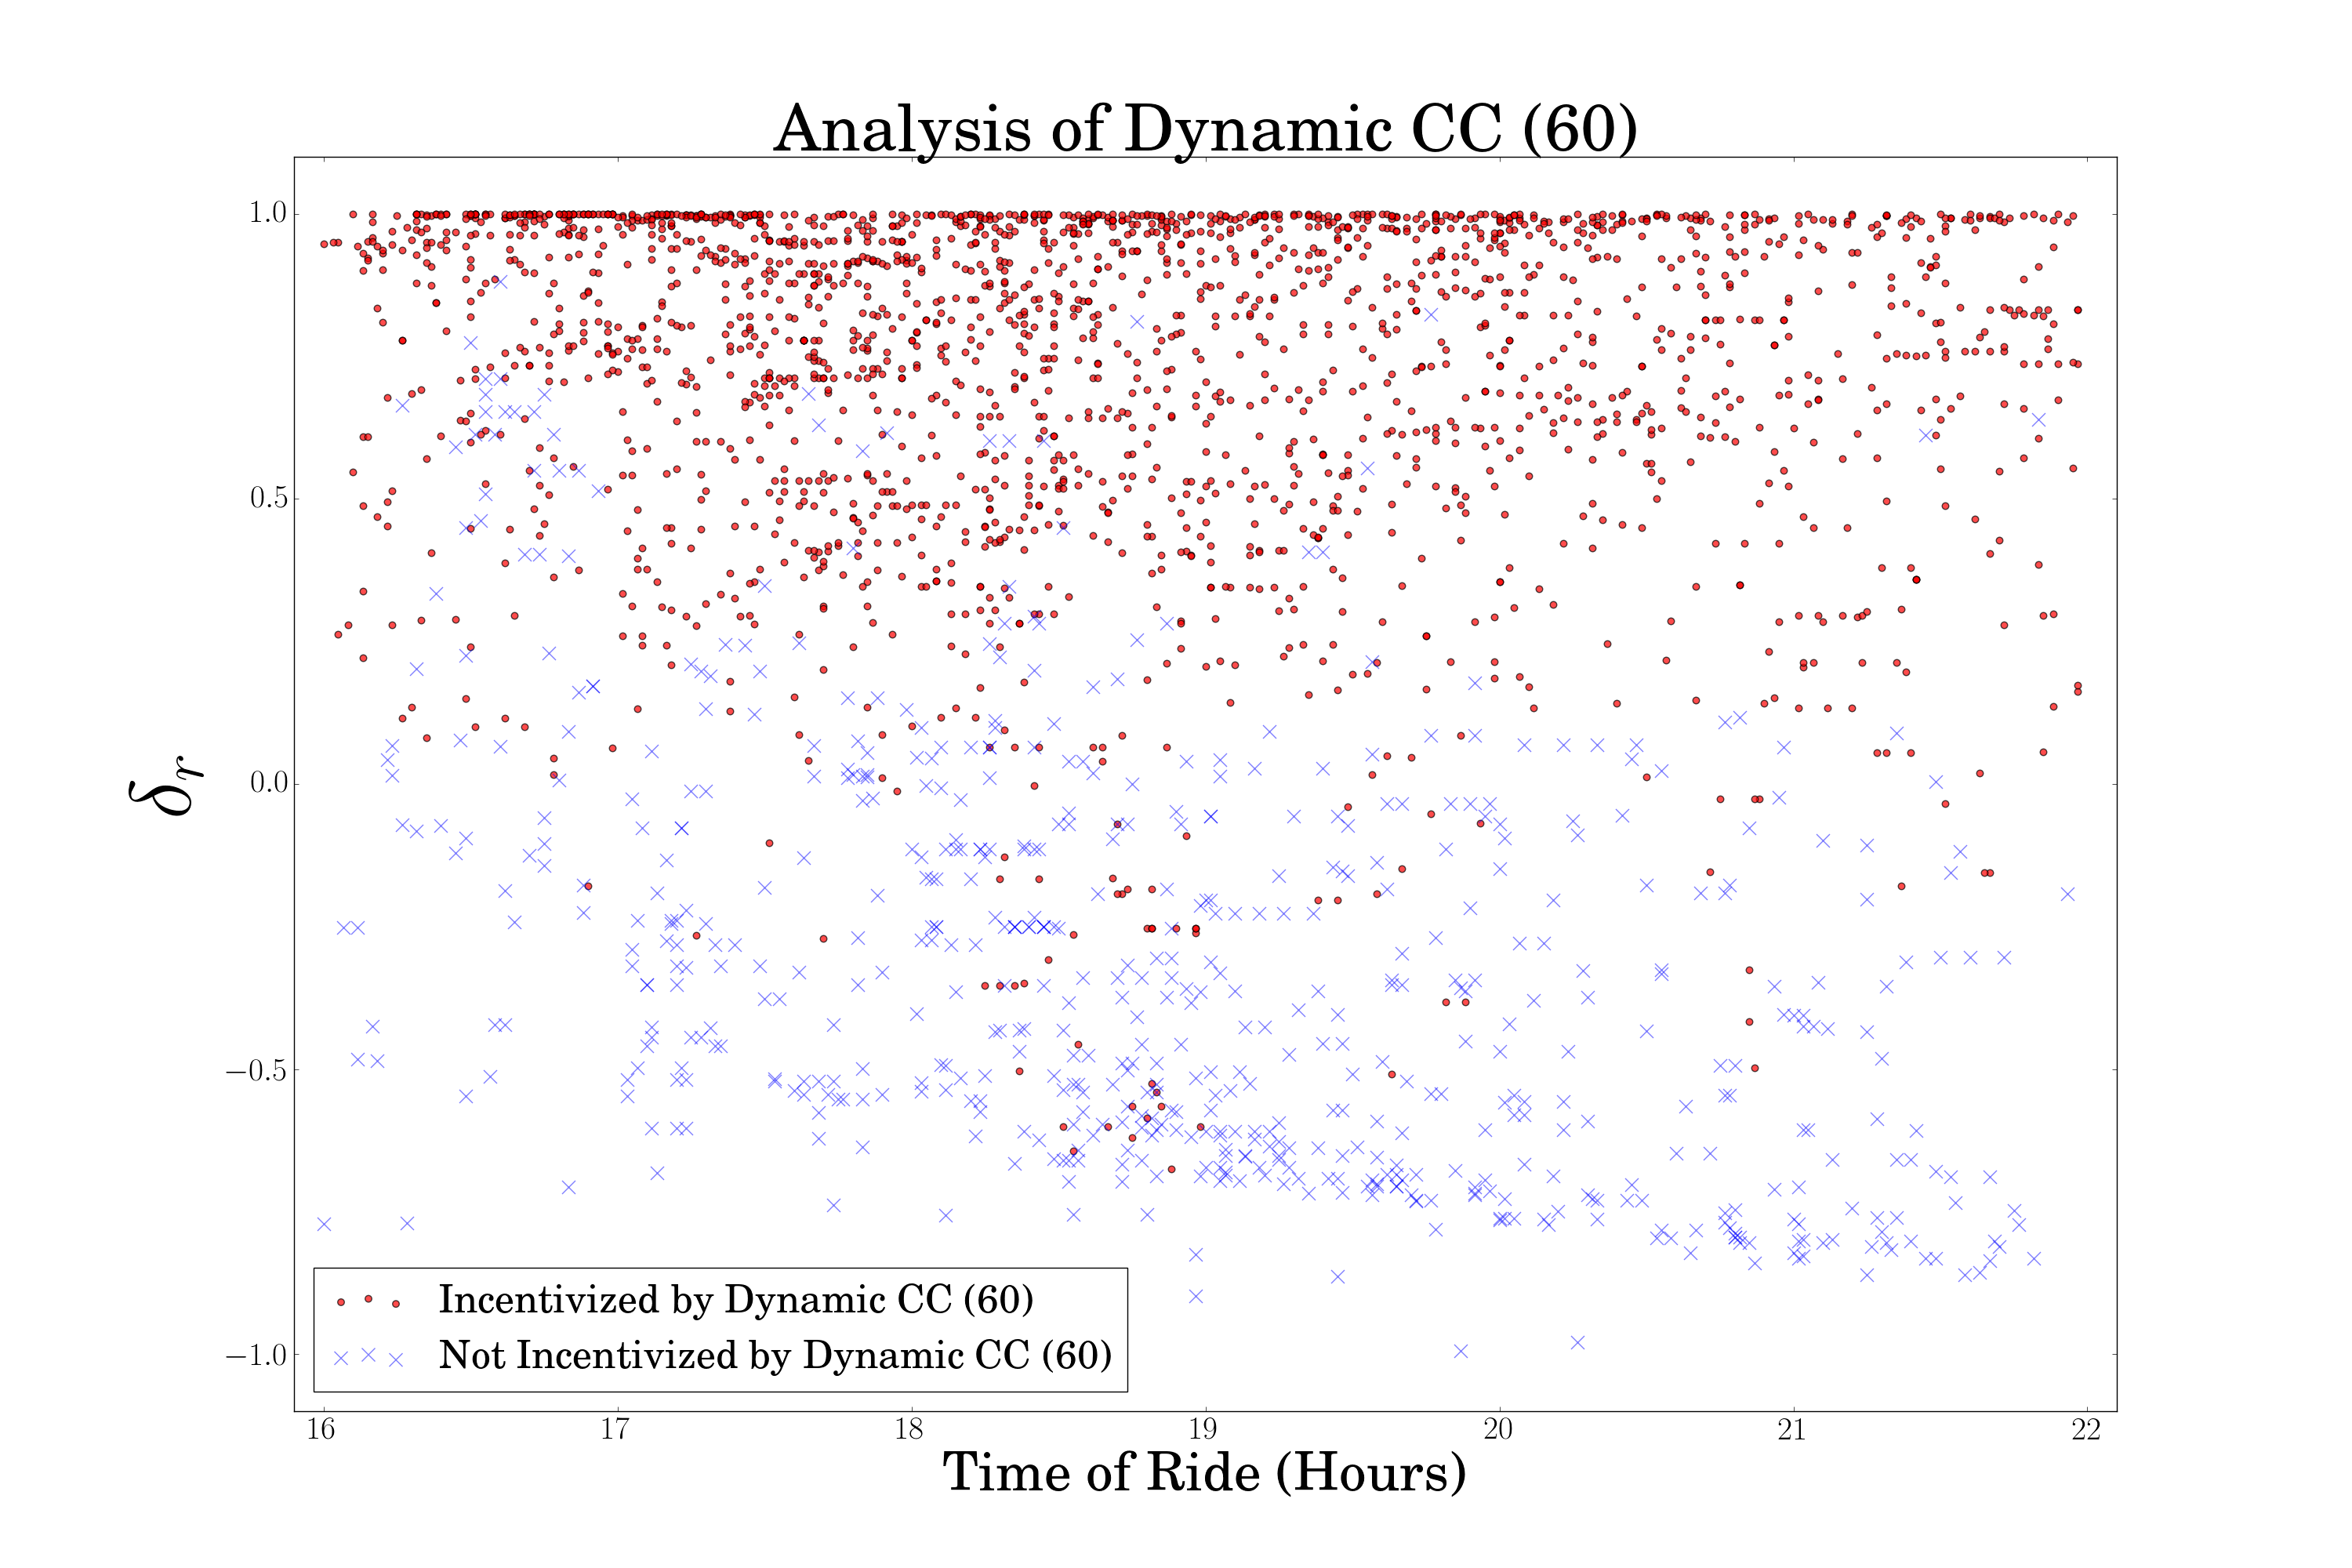 Analysis of Dynamic CC (60)
1.0
0.5
0.0
−0.5
−1.0
δr
Incentivized by Dynamic CC (60)
Not Incentivized by Dynamic CC (60)
16 17 18 19 20 21 22
Time of Ride (Hours)